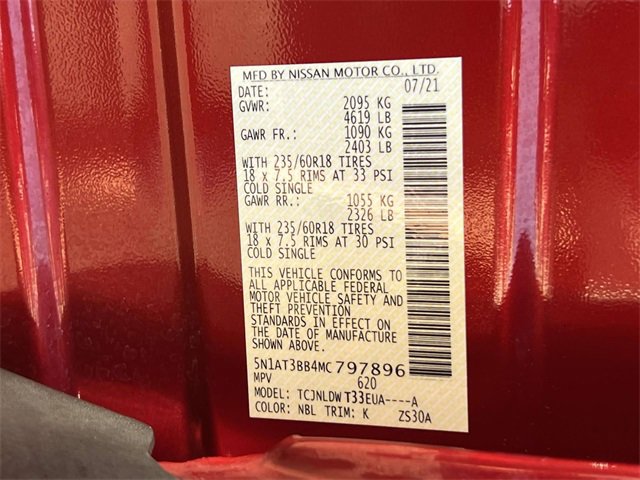 MFD BY NISSAN MOTOR CO., LTD.
DATE: 07/21
GVWR: 2095 KG
4619 LB
GAWR FR.: 1090 KG
2403 LB
WITH 235/60R18 TIRES
18 x 7.5 RIMS AT 33 PSI
COLD SINGLE
GAWR RR.: 1055 KG
2326 LB
WITH 235/60R18 TIRES
18 x 7.5 RIMS AT 30 PSI
COLD SINGLE
THIS VEHICLE CONFORMS TO
ALL APPLICABLE FEDERAL
MOTOR VEHICLE SAFETY AND
THEFT PREVENTION
STANDARDS IN EFFECT ON
THE DATE OF MANUFACTURE
SHOWN ABOVE.
5N1AT3BB4MC797896
MPV 620
MODEL: TCJNLDWT33EUA----A
COLOR: NBL TRIM: K ZS30A